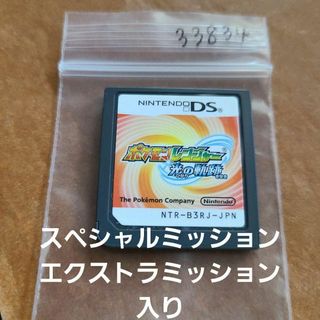 33834
NINTENDO DS
ポケモンレンジャー
光の軌跡
The Pokémon Company
Nintendo
NTR-B3RJ-JPN
スペシャルミッション
エクストラミッション
入り